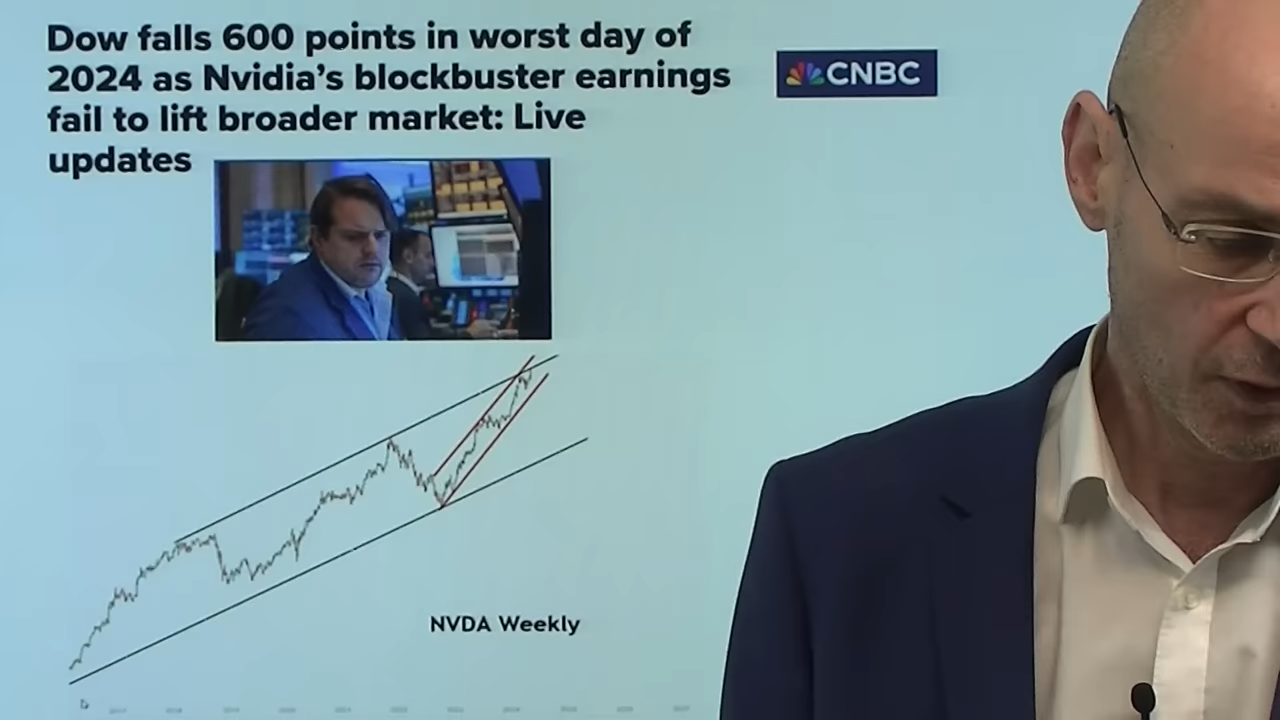 Dow falls 600 points in worst day of
2024 as Nvidia's blockbuster earnings
fail to lift broader market: Live
updates
CNBC
NVDA Weekly